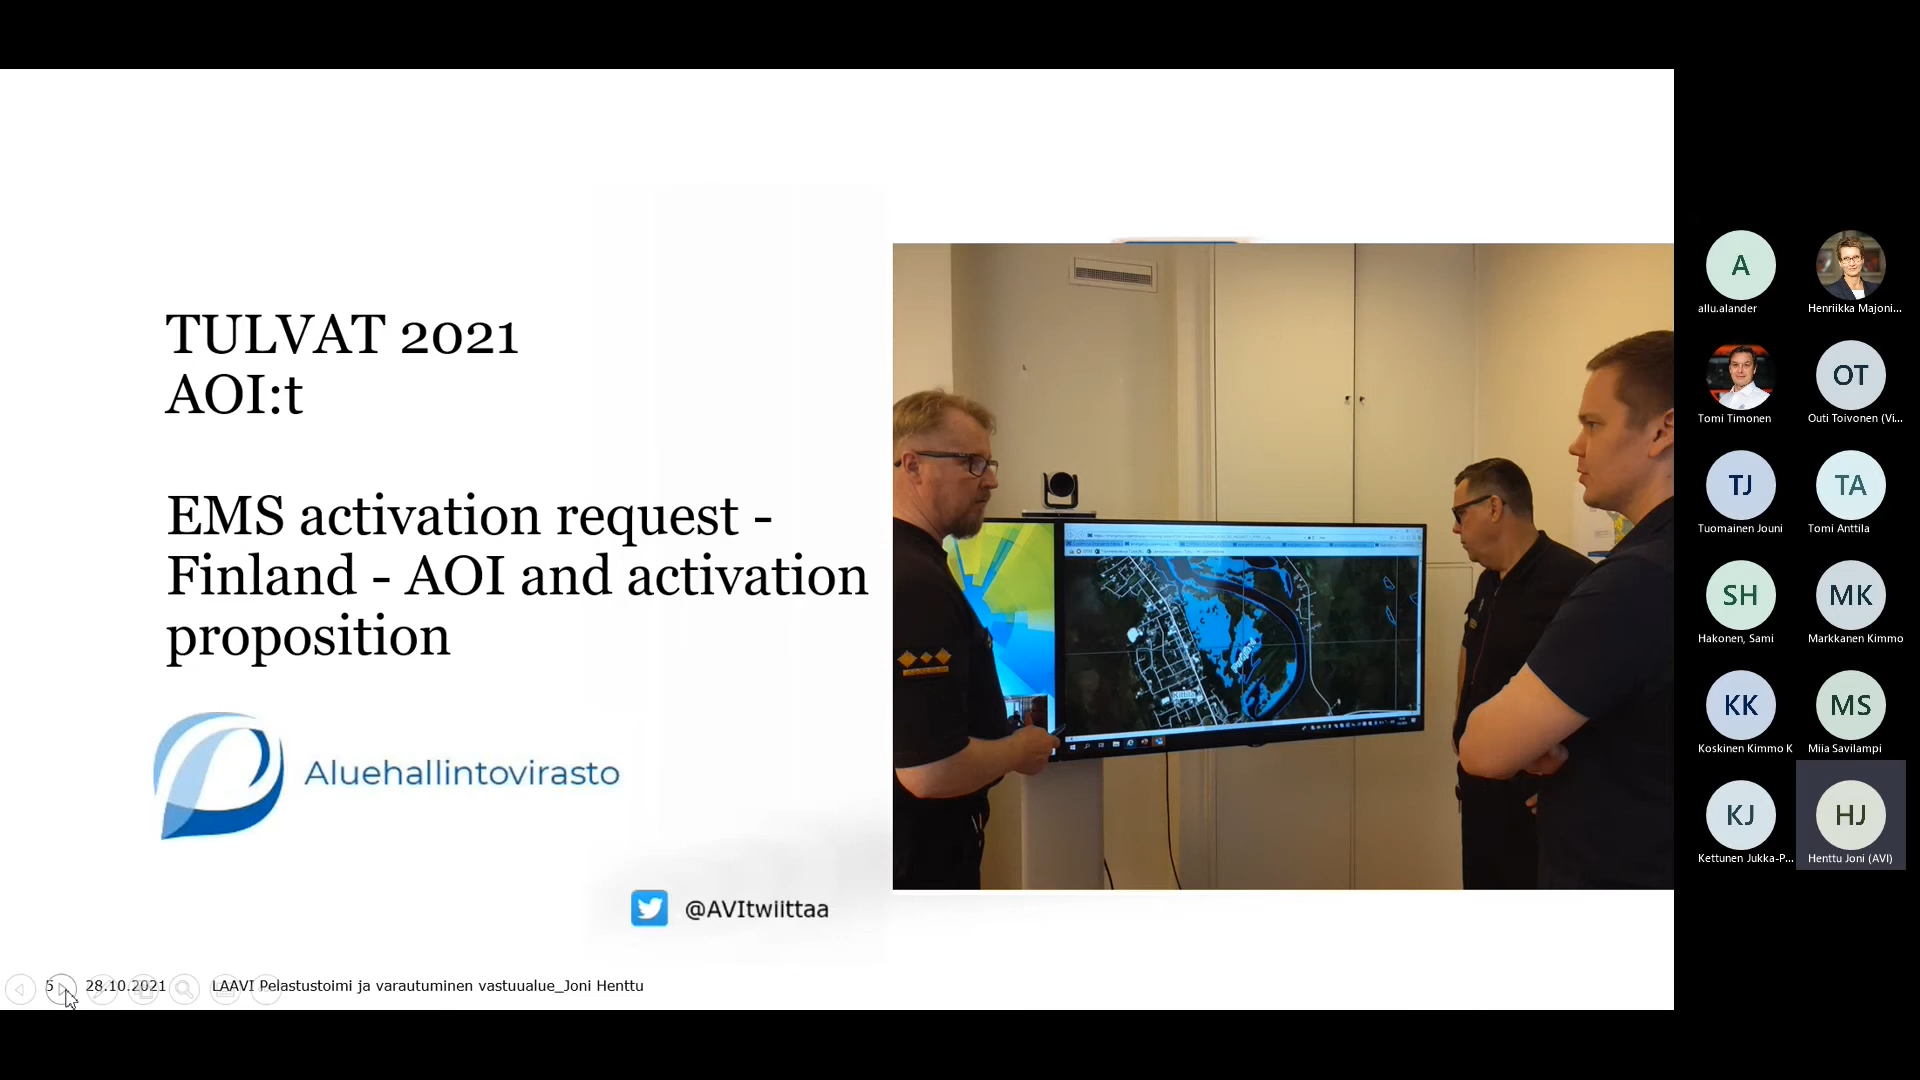 TULVAT 2021
AOI:t
EMS activation request -
Finland - AOI and activation
proposition
Aluehallintovirasto
@AVItwiittaa
5 28.10.2021 LAAVI Pelastustoimi ja varautuminen vastuualue_Joni Henttu
Kittilä
A
allu.alander
Henriikka Majoni...
Tomi Timonen
OT
Outi Toivonen (Vi...
TJ
Tuomainen Jouni
TA
Tomi Anttila
SH
Hakonen, Sami
MK
Markkanen Kimmo
KK
Koskinen Kimmo K
MS
Miia Savilampi
KJ
Kettunen Jukka-P...
HJ
Henttu Joni (AVI)